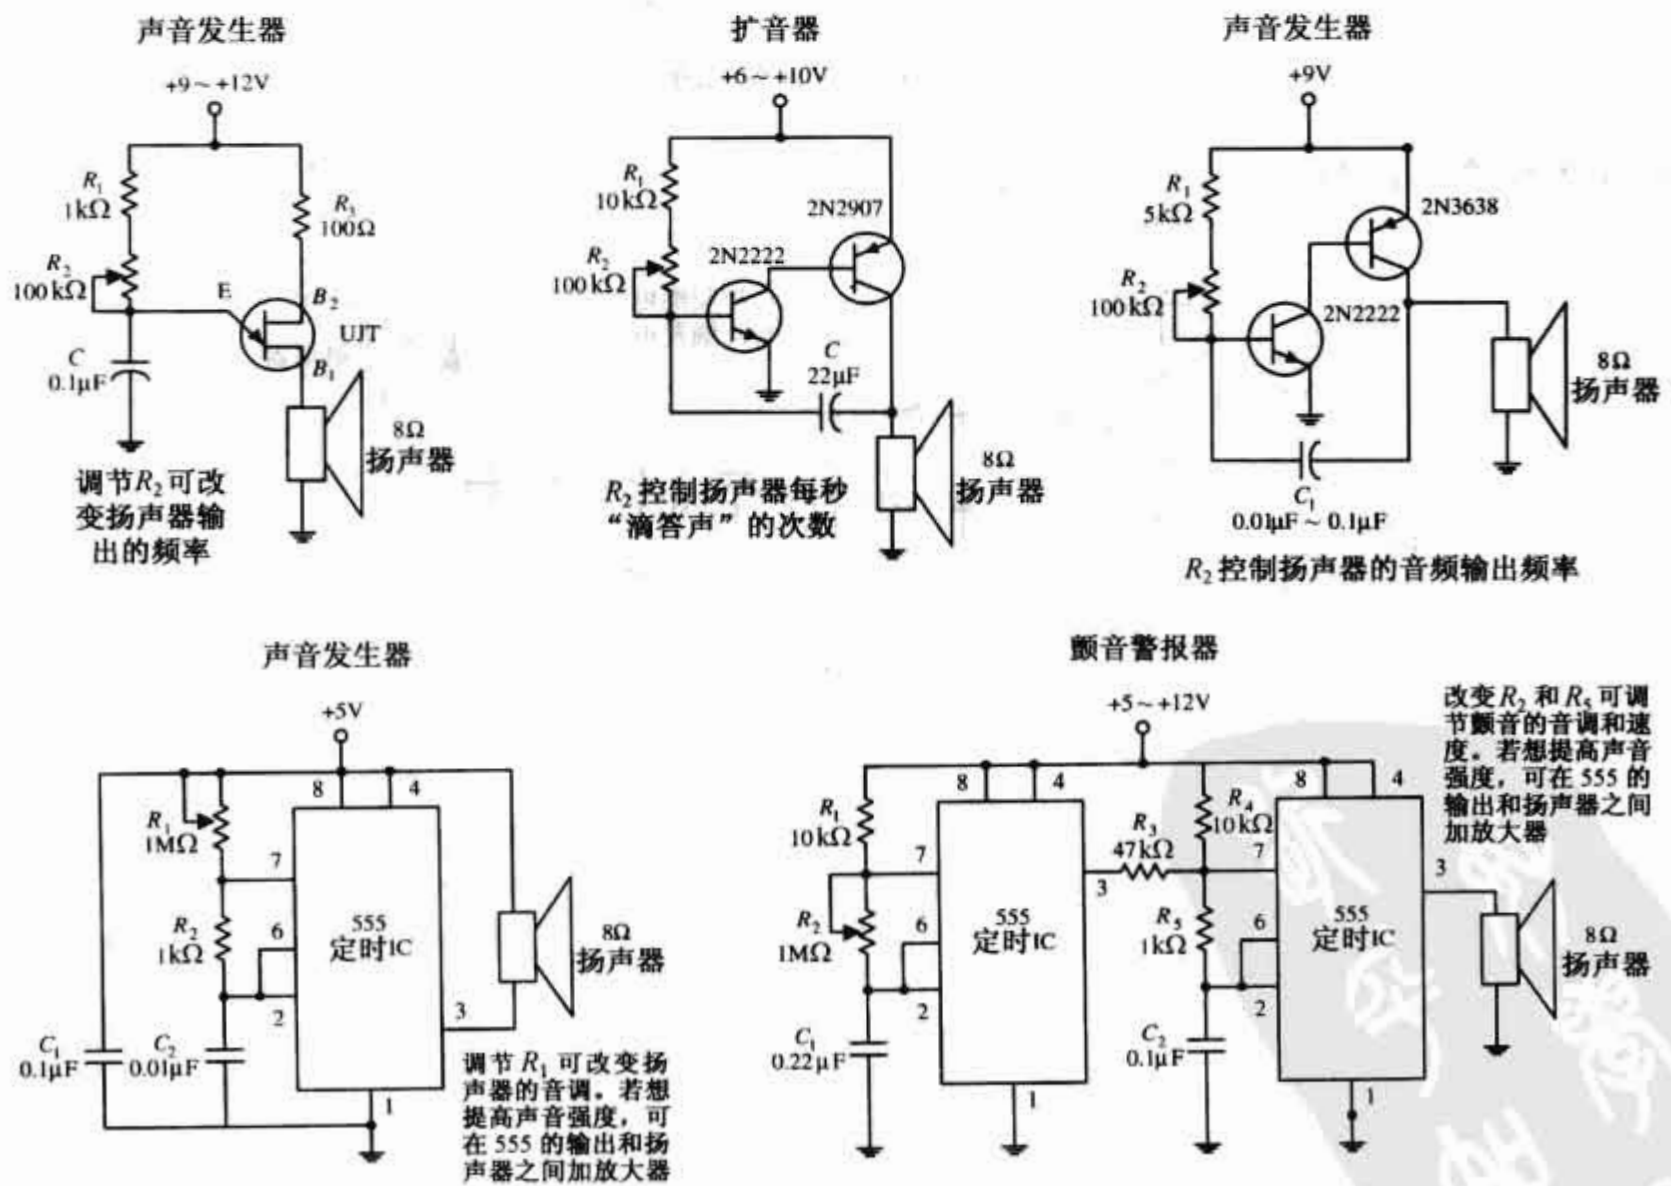 声音发生器
+9～+12V
R₁
1kΩ
R₃
100Ω
R₂
100kΩ
E
B₂
UJT
C
0.1μF
B₁
8Ω
扬声器
调节R₂可改
变扬声器输
出的频率
扩音器
+6～+10V
R₁
10kΩ
2N2907
R₂
100kΩ
2N2222
C
22μF
8Ω
扬声器
R₂控制扬声器每秒
“滴答声”的次数
声音发生器
+9V
R₁
5kΩ
2N3638
R₂
100kΩ
2N2222
8Ω
扬声器
C₁
0.01μF～0.1μF
R₂控制扬声器的音频输出频率
声音发生器
+5V
8
4
R₁
1MΩ
7
R₂
1kΩ
6
555
定时IC
8Ω
扬声器
2
3
C₁
0.1μF
C₂
0.01μF
1
调节R₁可改变扬
声器的音调。若想
提高声音强度，可
在555的输出和扬
声器之间加放大器
颤音警报器
+5～+12V
8
4
R₁
10kΩ
7
R₂
1MΩ
6
555
定时IC
2
3
C₁
0.22μF
1
R₃
47kΩ
R₄
10kΩ
8
4
7
R₅
1kΩ
6
555
定时IC
2
3
C₂
0.1μF
1
8Ω
扬声器
改变R₂和R₅可调
节颤音的音调和速
度。若想提高声音
强度，可在555的
输出和扬声器之间
加放大器